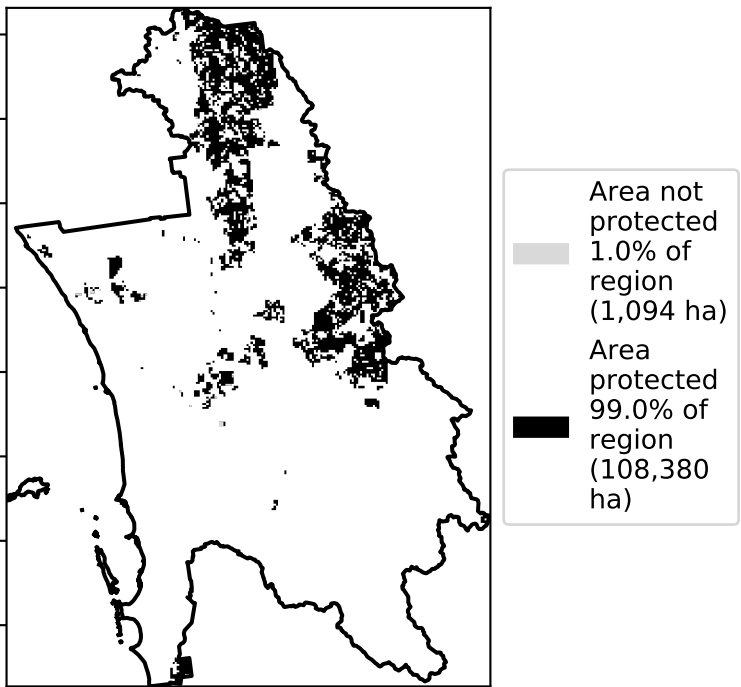 Area not
protected
1.0% of
region
(1,094 ha)
Area
protected
99.0% of
region
(108,380
ha)